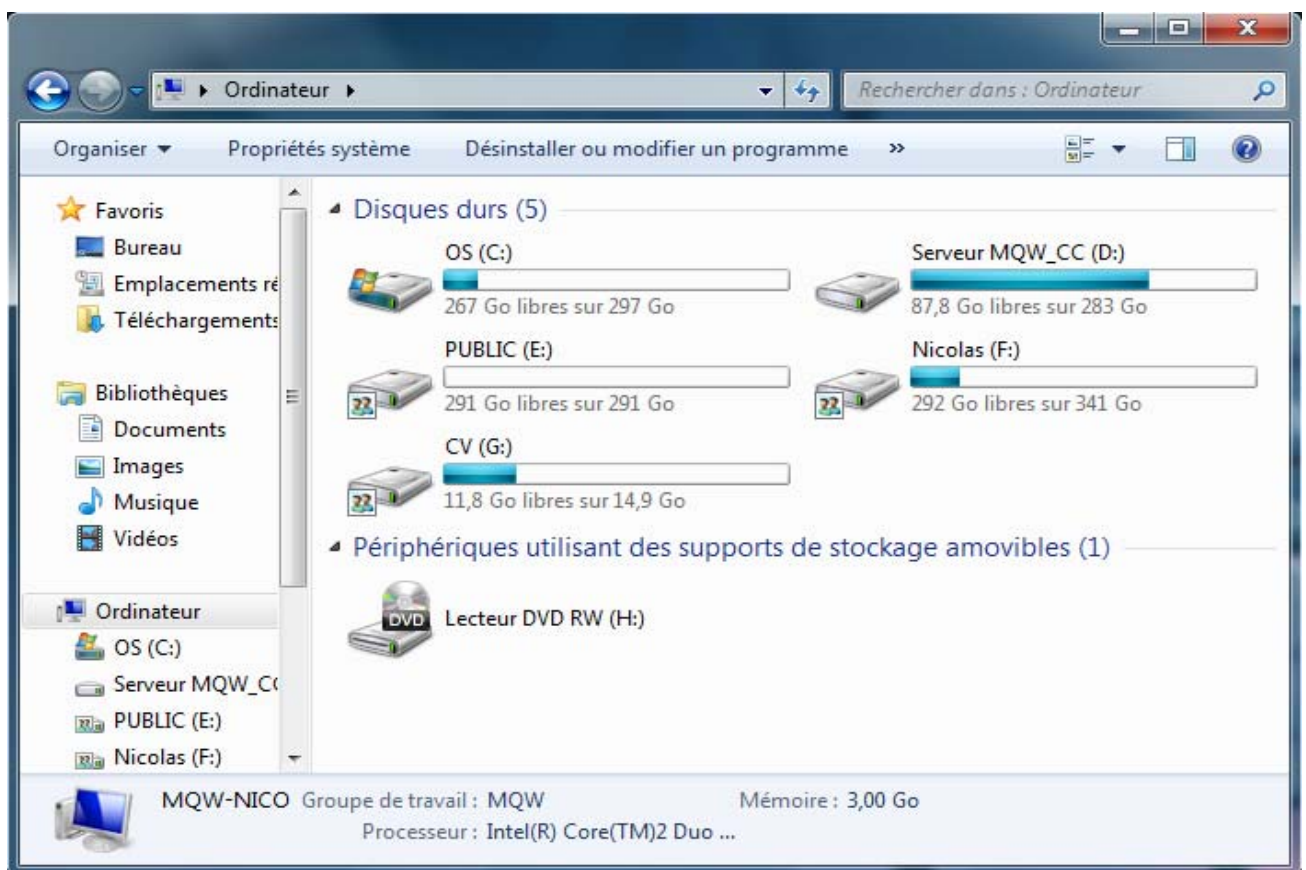 Ordinateur
Rechercher dans : Ordinateur
Organiser
Propriétés système
Désinstaller ou modifier un programme
»
Favoris
Bureau
Emplacements ré
Téléchargements
Bibliothèques
Documents
Images
Musique
Vidéos
Ordinateur
OS (C:)
Serveur MQW_CC
PUBLIC (E:)
Nicolas (F:)
Disques durs (5)
OS (C:)
267 Go libres sur 297 Go
Serveur MQW_CC (D:)
87,8 Go libres sur 283 Go
PUBLIC (E:)
291 Go libres sur 291 Go
Nicolas (F:)
292 Go libres sur 341 Go
CV (G:)
11,8 Go libres sur 14,9 Go
Périphériques utilisant des supports de stockage amovibles (1)
DVD
Lecteur DVD RW (H:)
MQW-NICO Groupe de travail : MQW Mémoire : 3,00 Go
Processeur : Intel(R) Core(TM)2 Duo ...